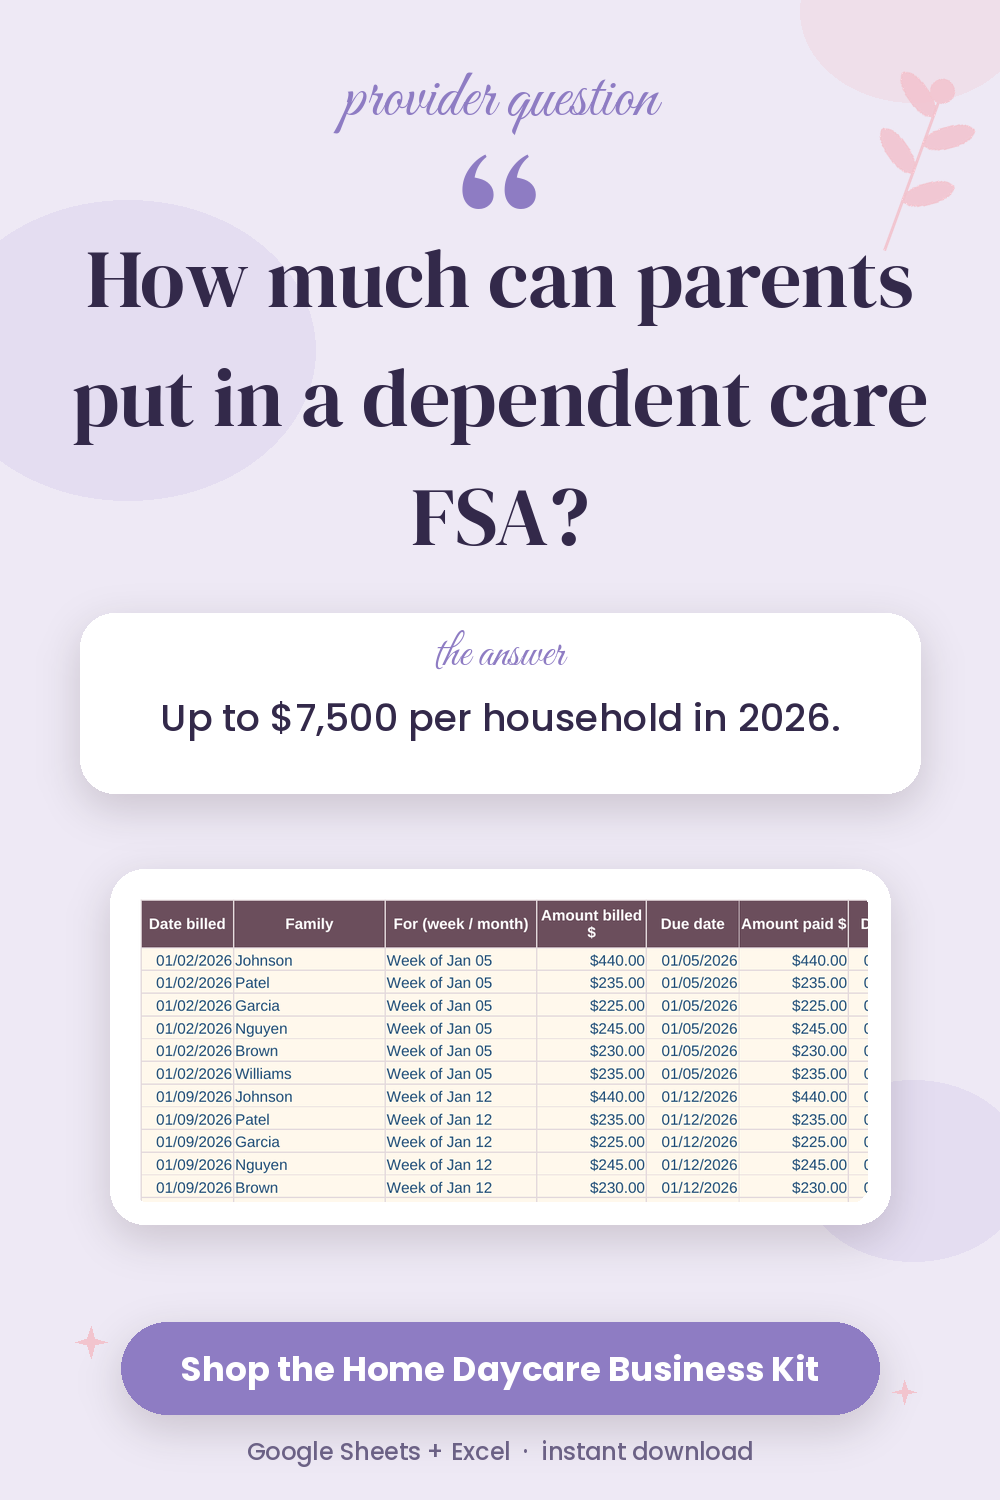 provider question
“
How much can parents
put in a dependent care
FSA?
the answer
Up to $7,500 per household in 2026.
Date billed Family For (week / month) Amount billed $ Due date Amount paid $
01/02/2026 Johnson Week of Jan 05 $440.00 01/05/2026 $440.00
01/02/2026 Patel Week of Jan 05 $235.00 01/05/2026 $235.00
01/02/2026 Garcia Week of Jan 05 $225.00 01/05/2026 $225.00
01/02/2026 Nguyen Week of Jan 05 $245.00 01/05/2026 $245.00
01/02/2026 Brown Week of Jan 05 $230.00 01/05/2026 $230.00
01/02/2026 Williams Week of Jan 05 $235.00 01/05/2026 $235.00
01/09/2026 Johnson Week of Jan 12 $440.00 01/12/2026 $440.00
01/09/2026 Patel Week of Jan 12 $235.00 01/12/2026 $235.00
01/09/2026 Garcia Week of Jan 12 $225.00 01/12/2026 $225.00
01/09/2026 Nguyen Week of Jan 12 $245.00 01/12/2026 $245.00
01/09/2026 Brown Week of Jan 12 $230.00 01/12/2026 $230.00
Shop the Home Daycare Business Kit
Google Sheets + Excel · instant download